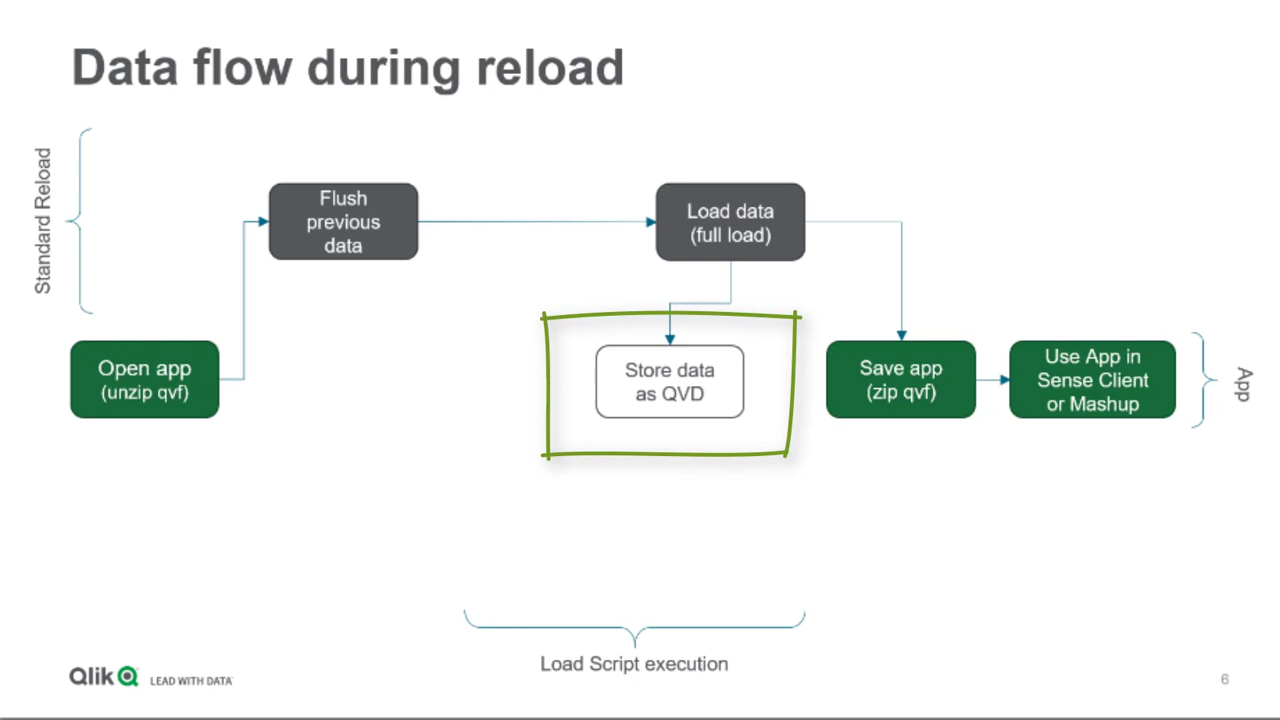 Data flow during reload
Standard Reload
Flush
previous
data
Load data
(full load)
Open app
(unzip qvf)
Store data
as QVD
Save app
(zip qvf)
Use App in
Sense Client
or Mashup
App
Load Script execution
Qlik LEAD WITH DATA
6